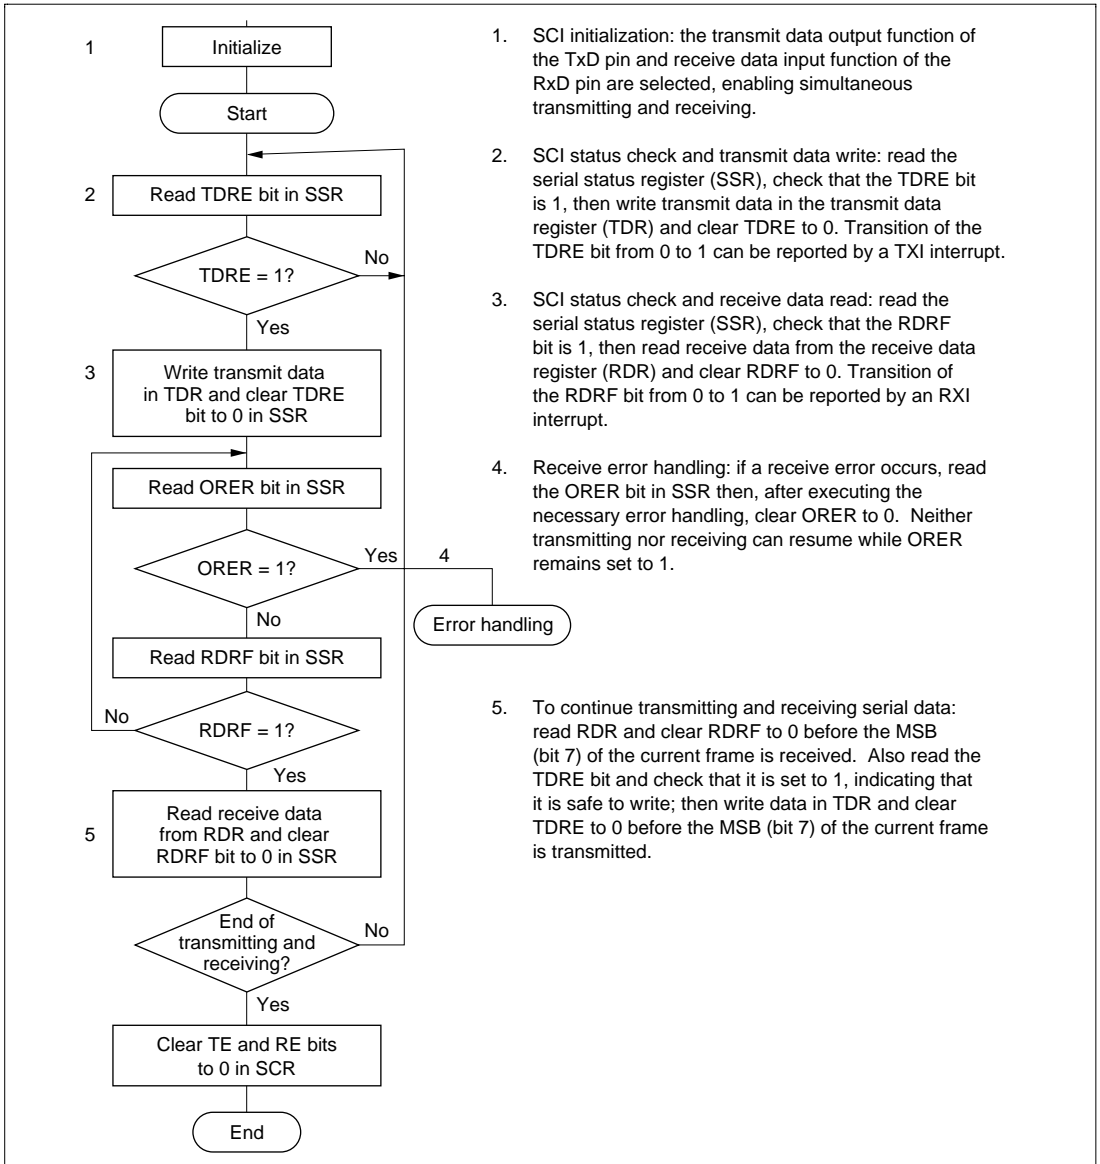 1
Initialize
Start
2
Read TDRE bit in SSR
TDRE = 1?
No
Yes
3
Write transmit data
in TDR and clear TDRE
bit to 0 in SSR
Read ORER bit in SSR
ORER = 1?
Yes
4
Error handling
No
Read RDRF bit in SSR
No
RDRF = 1?
Yes
5
Read receive data
from RDR and clear
RDRF bit to 0 in SSR
End of
transmitting and
receiving?
No
Yes
Clear TE and RE bits
to 0 in SCR
End
1. SCI initialization: the transmit data output function of
the TxD pin and receive data input function of the
RxD pin are selected, enabling simultaneous
transmitting and receiving.
2. SCI status check and transmit data write: read the
serial status register (SSR), check that the TDRE bit
is 1, then write transmit data in the transmit data
register (TDR) and clear TDRE to 0. Transition of the
TDRE bit from 0 to 1 can be reported by a TXI interrupt.
3. SCI status check and receive data read: read the
serial status register (SSR), check that the RDRF
bit is 1, then read receive data from the receive data
register (RDR) and clear RDRF to 0. Transition of
the RDRF bit from 0 to 1 can be reported by an RXI
interrupt.
4. Receive error handling: if a receive error occurs, read
the ORER bit in SSR then, after executing the
necessary error handling, clear ORER to 0. Neither
transmitting nor receiving can resume while ORER
remains set to 1.
5. To continue transmitting and receiving serial data:
read RDR and clear RDRF to 0 before the MSB
(bit 7) of the current frame is received. Also read the
TDRE bit and check that it is set to 1, indicating that
it is safe to write; then write data in TDR and clear
TDRE to 0 before the MSB (bit 7) of the current frame
is transmitted.